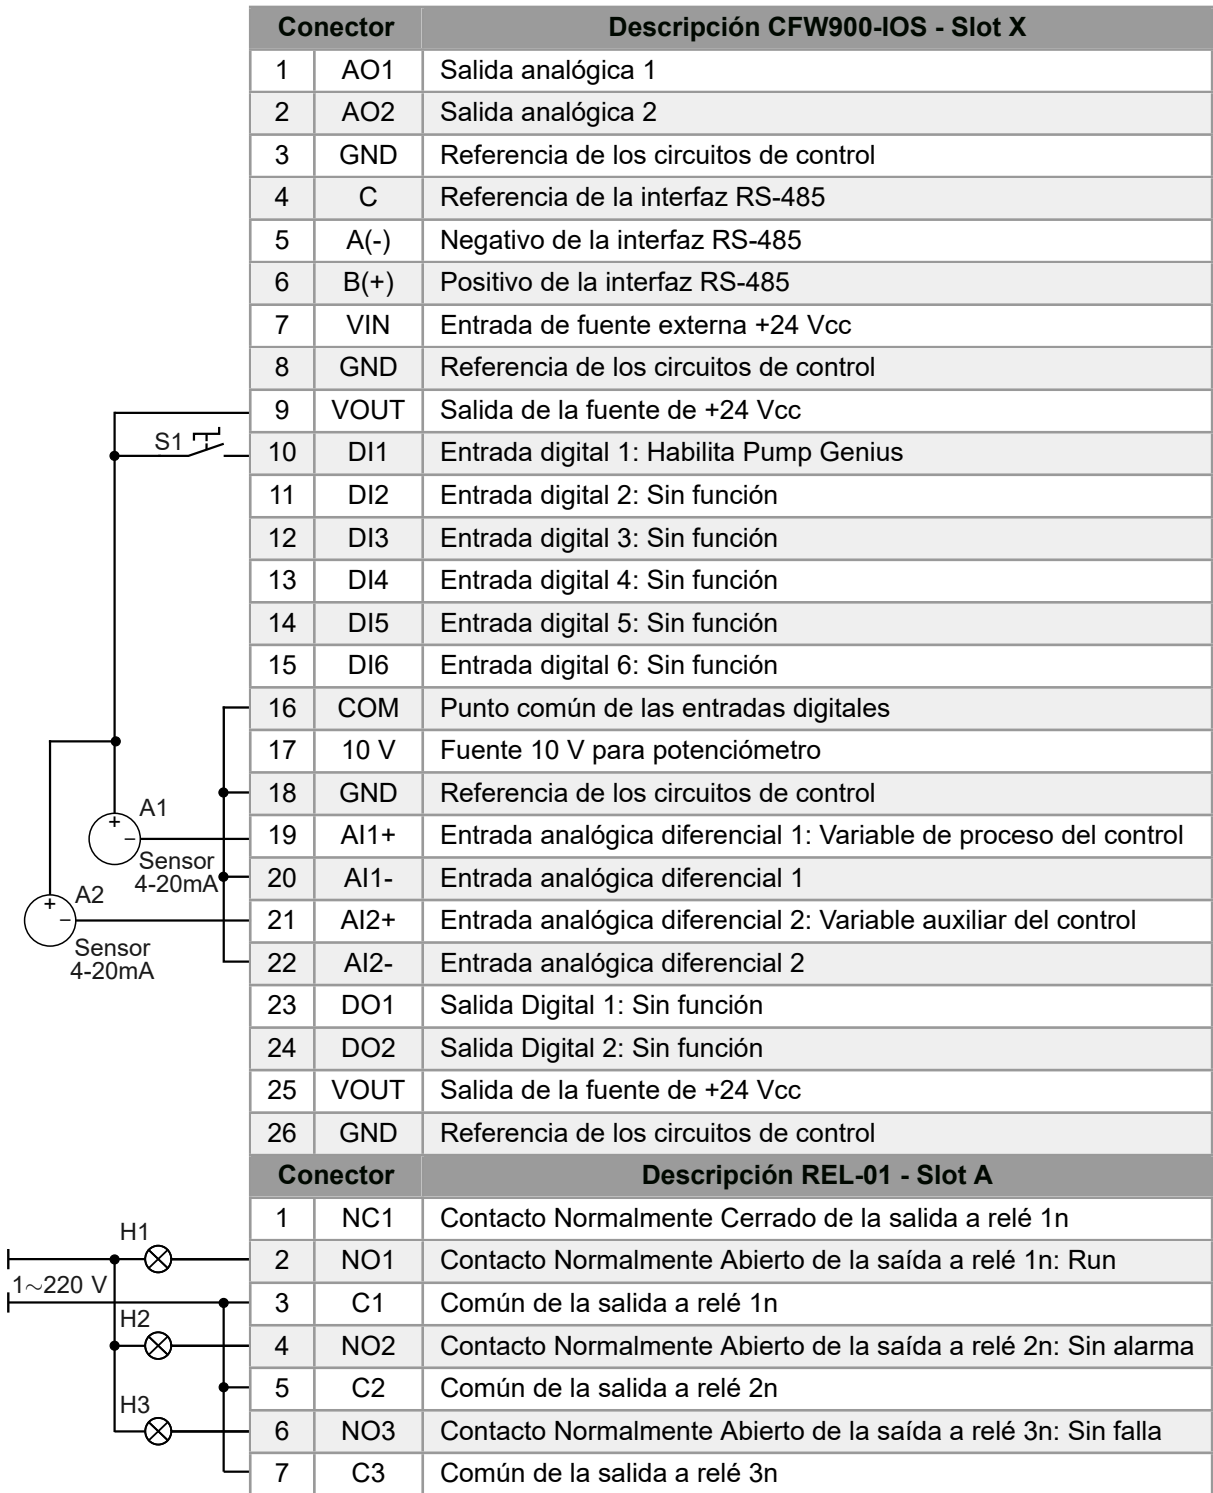 Conector Descripción CFW900-IOS - Slot X
1 AO1 Salida analógica 1
2 AO2 Salida analógica 2
3 GND Referencia de los circuitos de control
4 C Referencia de la interfaz RS-485
5 A(-) Negativo de la interfaz RS-485
6 B(+) Positivo de la interfaz RS-485
7 VIN Entrada de fuente externa +24 Vcc
8 GND Referencia de los circuitos de control
9 VOUT Salida de la fuente de +24 Vcc
S1 10 DI1 Entrada digital 1: Habilita Pump Genius
11 DI2 Entrada digital 2: Sin función
12 DI3 Entrada digital 3: Sin función
13 DI4 Entrada digital 4: Sin función
14 DI5 Entrada digital 5: Sin función
15 DI6 Entrada digital 6: Sin función
16 COM Punto común de las entradas digitales
17 10 V Fuente 10 V para potenciómetro
18 GND Referencia de los circuitos de control
A1
+ −
19 AI1+ Entrada analógica diferencial 1: Variable de proceso del control
Sensor
4-20mA
20 AI1- Entrada analógica diferencial 1
A2
+ −
21 AI2+ Entrada analógica diferencial 2: Variable auxiliar del control
Sensor
4-20mA
22 AI2- Entrada analógica diferencial 2
23 DO1 Salida Digital 1: Sin función
24 DO2 Salida Digital 2: Sin función
25 VOUT Salida de la fuente de +24 Vcc
26 GND Referencia de los circuitos de control
Conector Descripción REL-01 - Slot A
1 NC1 Contacto Normalmente Cerrado de la salida a relé 1n
H1
2 NO1 Contacto Normalmente Abierto de la saída a relé 1n: Run
1~220 V
3 C1 Común de la salida a relé 1n
H2
4 NO2 Contacto Normalmente Abierto de la saída a relé 2n: Sin alarma
5 C2 Común de la salida a relé 2n
H3
6 NO3 Contacto Normalmente Abierto de la saída a relé 3n: Sin falla
7 C3 Común de la salida a relé 3n